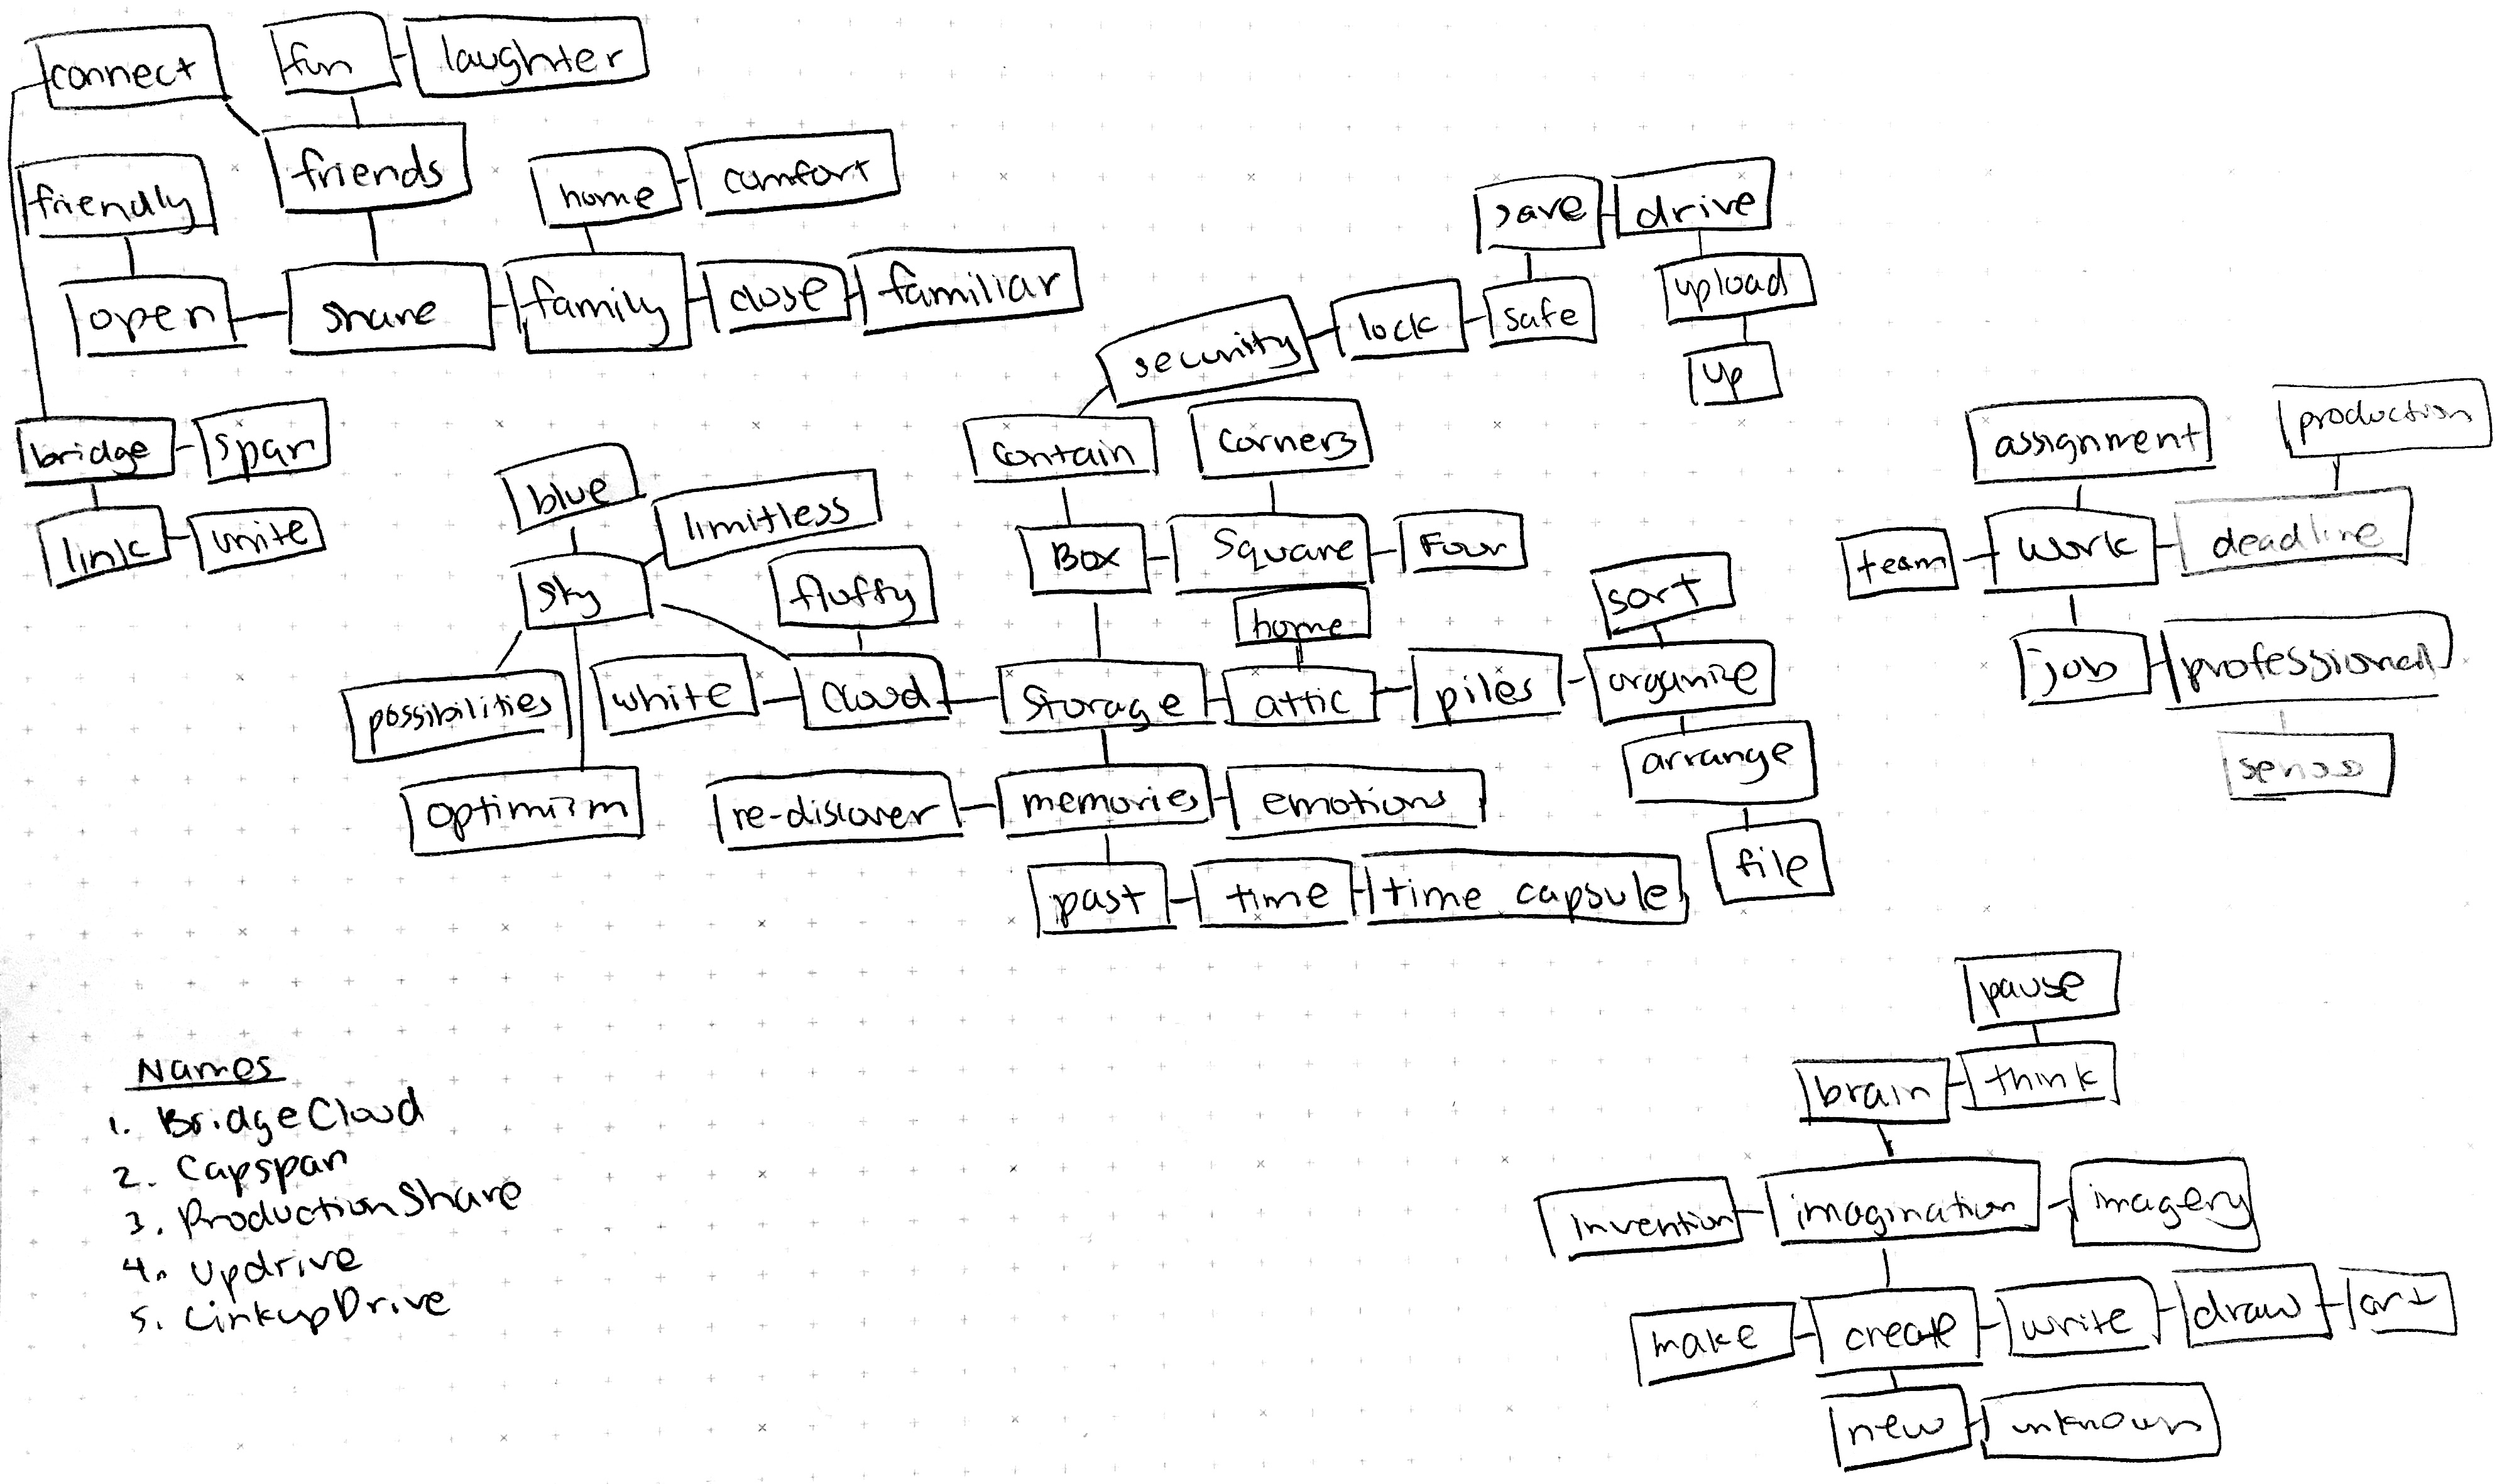 connect
fun
laughter
friendly
friends
home
comfort
open
share
family
close
familiar
bridge
span
link
unite
save
drive
upload
up
security
lock
safe
contain
corners
Box
Square
Four
blue
limitless
sky
fluffy
possibilities
white
cloud
Storage
home
attic
piles
sort
organize
arrange
file
optimism
re-discover
memories
emotions
past
time
time capsule
assignment
production
team
work
deadline
job
professional
pause
brain
think
invention
imagination
imagery
make
create
write
draw
art
new
unknown
Names
1. BridgeCloud
2. Capspan
3. ProductionShare
4. Updrive
5. LinkupDrive